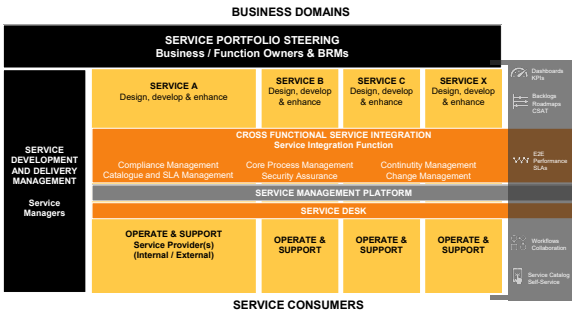 BUSINESS DOMAINS
SERVICE PORTFOLIO STEERING
Business / Function Owners & BRMs
SERVICE
DEVELOPMENT
AND DELIVERY
MANAGEMENT
Service
Managers
SERVICE A
Design, develop & enhance
SERVICE B
Design, develop
& enhance
SERVICE C
Design, develop
& enhance
SERVICE X
Design, develop
& enhance
CROSS FUNCTIONAL SERVICE INTEGRATION
Service Integration Function
Compliance Management
Catalogue and SLA Management
Core Process Management
Security Assurance
Continutity Management
Change Management
SERVICE MANAGEMENT PLATFORM
SERVICE DESK
OPERATE & SUPPORT
Service Provider(s)
(Internal / External)
OPERATE &
SUPPORT
OPERATE &
SUPPORT
OPERATE &
SUPPORT
Dashboards
KPIs
Backlogs
Roadmaps
CSAT
E2E
Performance
SLAs
Workflows
Collaboration
Service Catalog
Self-Service
SERVICE CONSUMERS